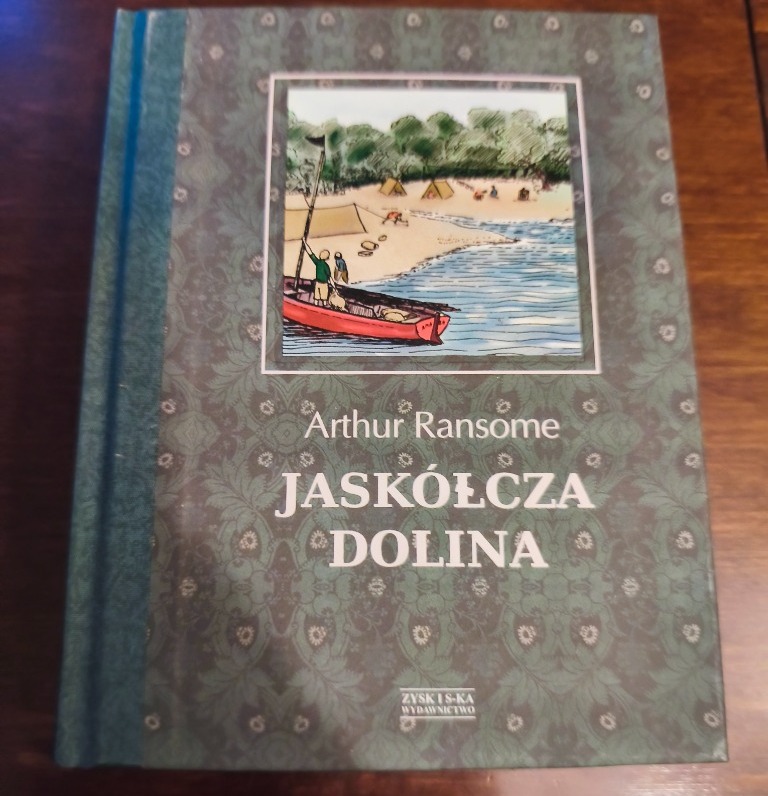 Arthur Ransome
JASKÓŁCZA
DOLINA
ZYSK I S-KA
WYDAWNICTWO